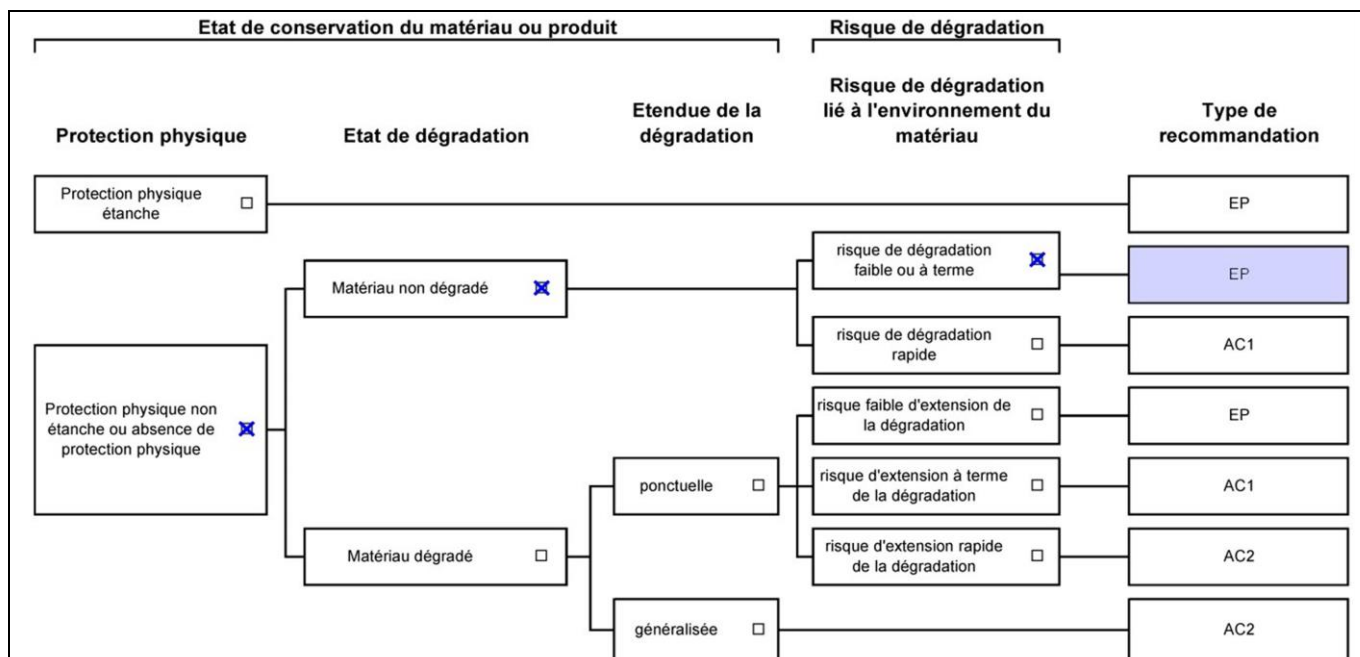 Etat de conservation du matériau ou produit
Risque de dégradation
Protection physique
Etat de dégradation
Etendue de la
dégradation
Risque de dégradation
lié à l'environnement du
matériau
Type de
recommandation
Protection physique
étanche
EP
Matériau non dégradé
risque de dégradation
faible ou à terme
EP
risque de dégradation
rapide
AC1
Protection physique non
étanche ou absence de
protection physique
risque faible d'extension de
la dégradation
EP
ponctuelle
risque d'extension à terme
de la dégradation
AC1
Matériau dégradé
risque d'extension rapide
de la dégradation
AC2
généralisée
AC2